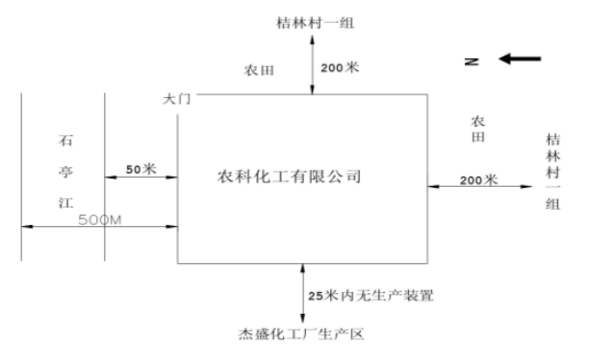 桔林村一组
农田
200米
N
大门
农田
石亭江
50米
农科化工有限公司
200米
桔林村一组
500M
25米内无生产装置
杰盛化工厂生产区